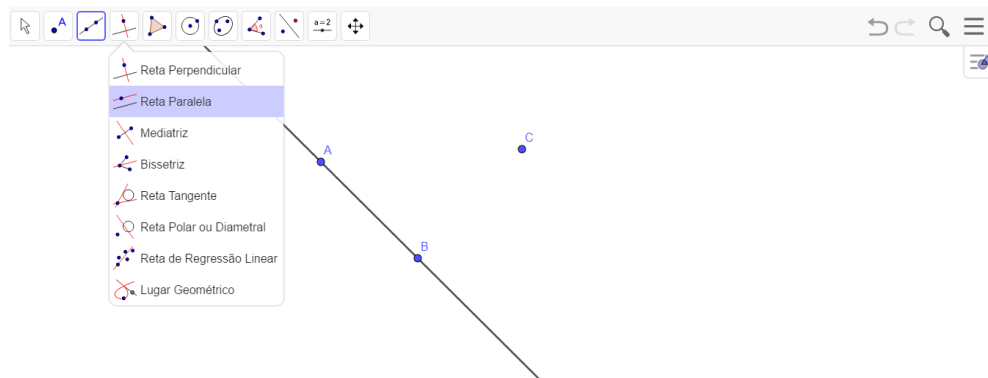 A
a=2
Reta Perpendicular
Reta Paralela
Mediatriz
Bissetriz
Reta Tangente
Reta Polar ou Diametral
Reta de Regressão Linear
Lugar Geométrico
A
B
C